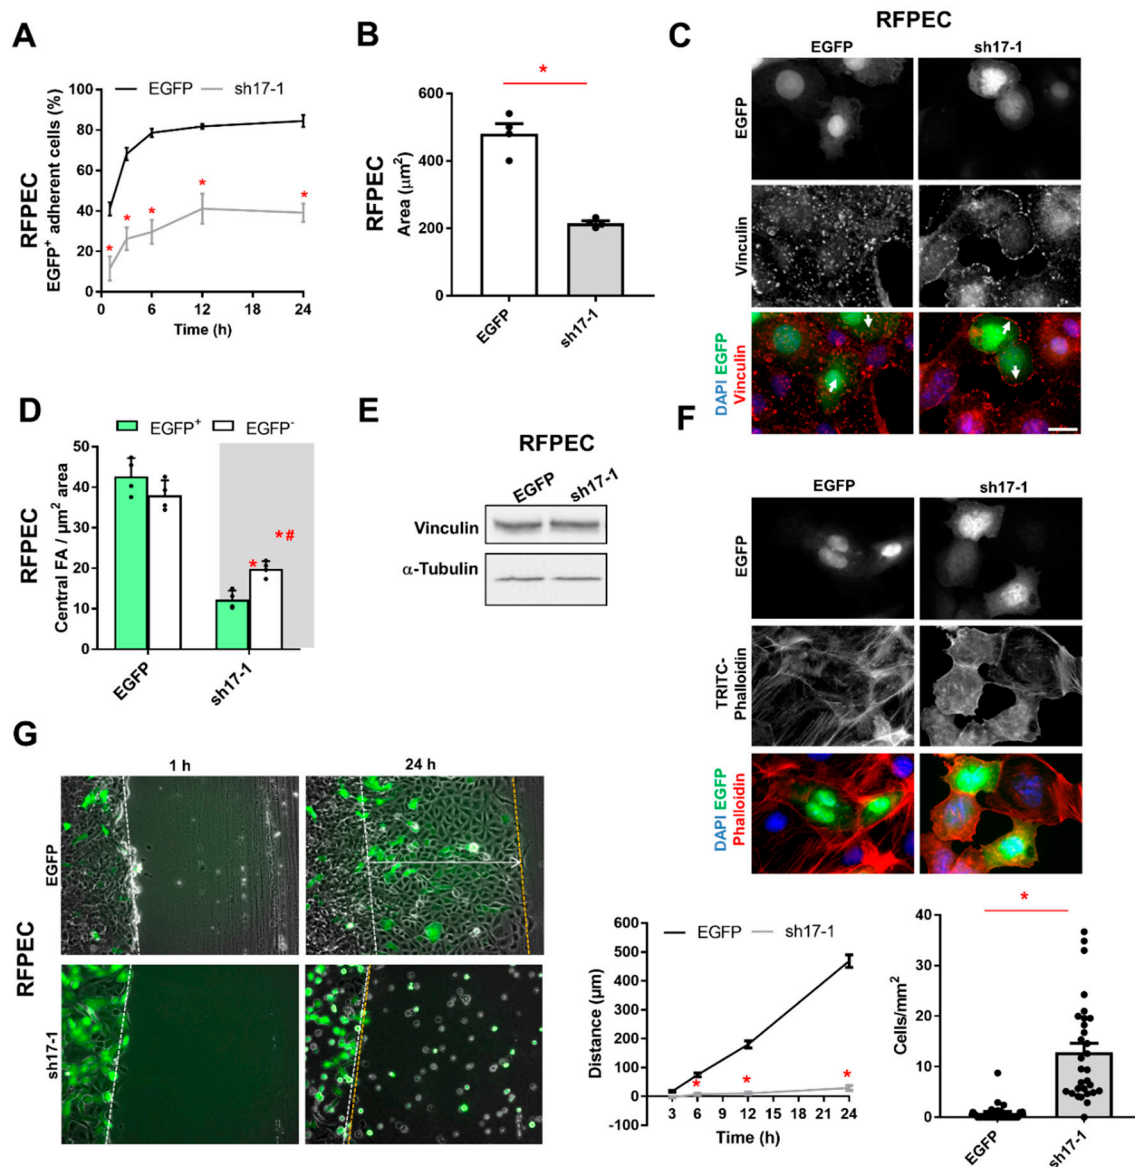 A
EGFP
sh17-1
RFPEC
EGFP+ adherent cells (%)
100
80
60
40
20
0
*
*
*
*
*
0
6
12
18
24
Time (h)
B
*
RFPEC
Area (μm²)
600
400
200
0
EGFP
sh17-1
C
RFPEC
EGFP
sh17-1
EGFP
Vinculin
DAPI EGFP
Vinculin
D
EGFP+
EGFP-
RFPEC
Central FA / μm² area
50
40
30
20
10
0
* #
*
EGFP
sh17-1
E
RFPEC
EGFP
sh17-1
Vinculin
α-Tubulin
F
EGFP
sh17-1
EGFP
TRITC-
Phalloidin
DAPI EGFP
Phalloidin
G
1 h
24 h
RFPEC
EGFP
sh17-1
EGFP
sh17-1
Distance (μm)
600
500
400
300
200
100
0
-100
*
*
*
3
6
9
12
13
15
18
21
24
Time (h)
*
Cells/mm²
40
30
20
10
0
EGFP
sh17-1